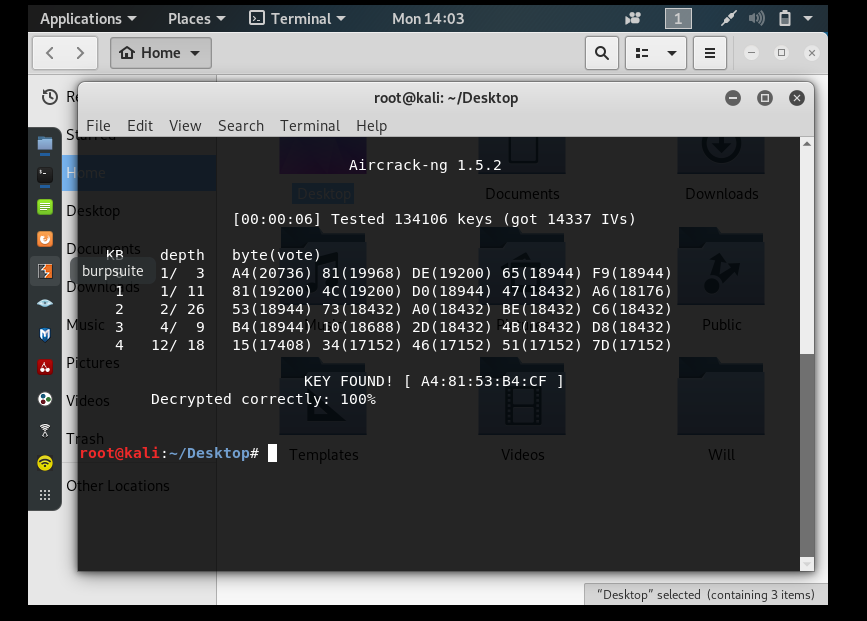 Applications Places Terminal Mon 14:03 1
Home
root@kali: ~/Desktop
File Edit View Search Terminal Help
Aircrack-ng 1.5.2
[00:00:06] Tested 134106 keys (got 14337 IVs)
KB depth byte(vote)
0 1/ 3 A4(20736) 81(19968) DE(19200) 65(18944) F9(18944)
1 1/ 11 81(19200) 4C(19200) D0(18944) 47(18432) A6(18176)
2 2/ 26 53(18944) 73(18432) A0(18432) BE(18432) C6(18432)
3 4/ 9 B4(18944) 10(18688) 2D(18432) 4B(18432) D8(18432)
4 12/ 18 15(17408) 34(17152) 46(17152) 51(17152) 7D(17152)
KEY FOUND! [ A4:81:53:B4:CF ]
Decrypted correctly: 100%
root@kali:~/Desktop#
burpsuite
Home
Desktop
Documents
Downloads
Music
Pictures
Videos
Trash
Other Locations
Desktop Documents Downloads
Public
Templates Videos Will
“Desktop” selected (containing 3 items)